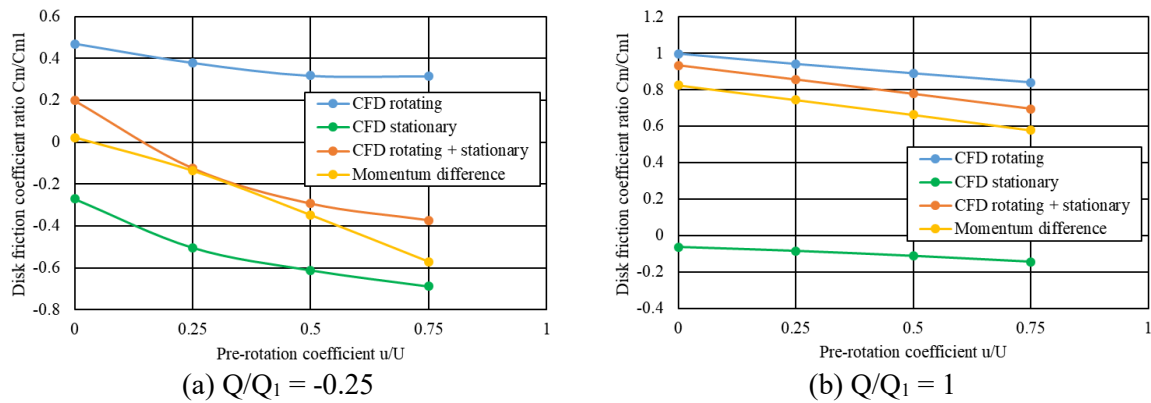 Disk friction coefficient ratio Cm/Cm1
0.6
0.4
0.2
0
-0.2
-0.4
-0.6
-0.8
CFD rotating
CFD stationary
CFD rotating + stationary
Momentum difference
0
0.25
0.5
0.75
1
Pre-rotation coefficient u/U
(a) Q/Q₁ = -0.25
Disk friction coefficient ratio Cm/Cm1
1.2
1
0.8
0.6
0.4
0.2
0
-0.2
-0.4
CFD rotating
CFD stationary
CFD rotating + stationary
Momentum difference
0
0.25
0.5
0.75
1
Pre-rotation coefficient u/U
(b) Q/Q₁ = 1